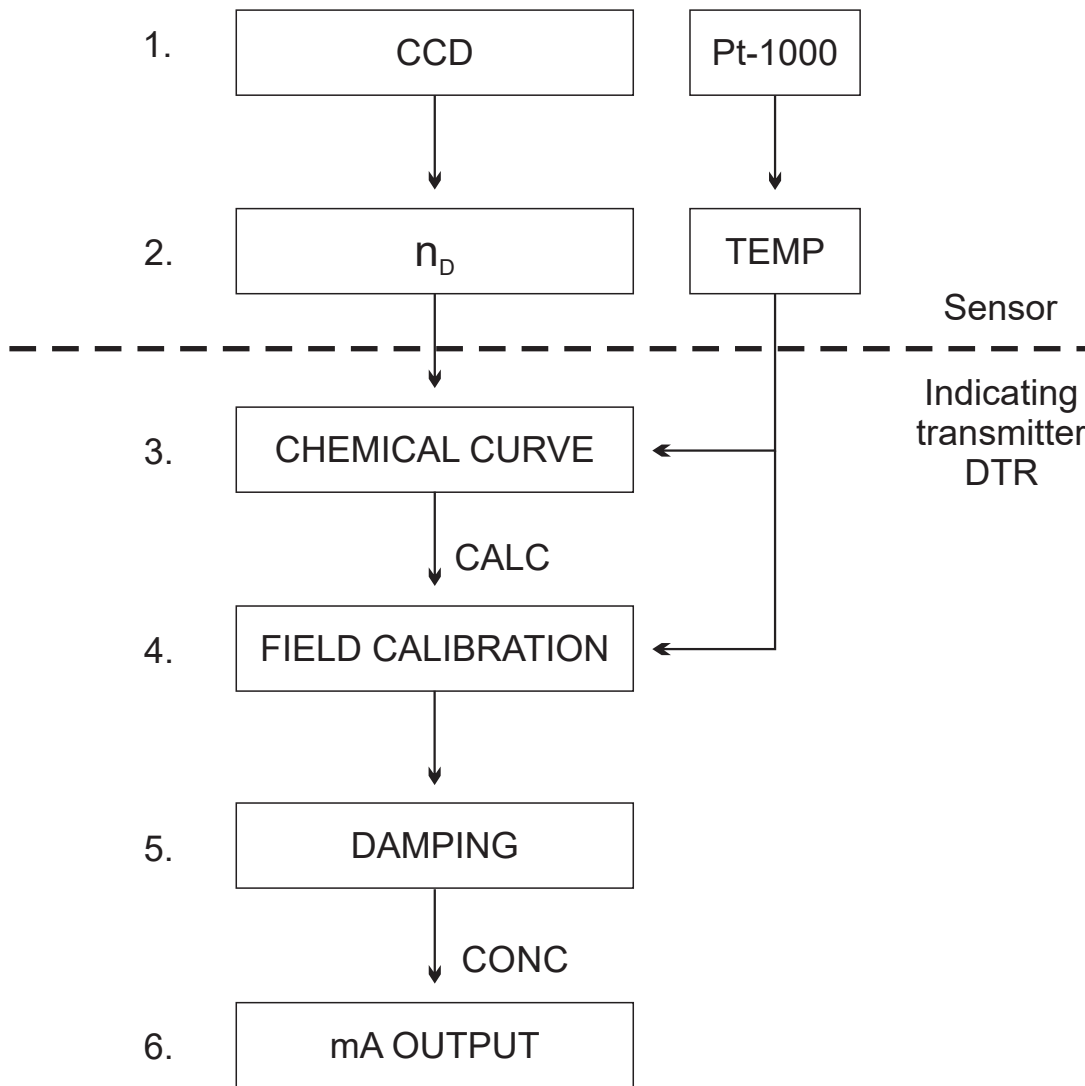 1.
CCD
Pt-1000
2.
n_D
TEMP
Sensor
Indicating
transmitter
DTR
3.
CHEMICAL CURVE
CALC
4.
FIELD CALIBRATION
5.
DAMPING
CONC
6.
mA OUTPUT